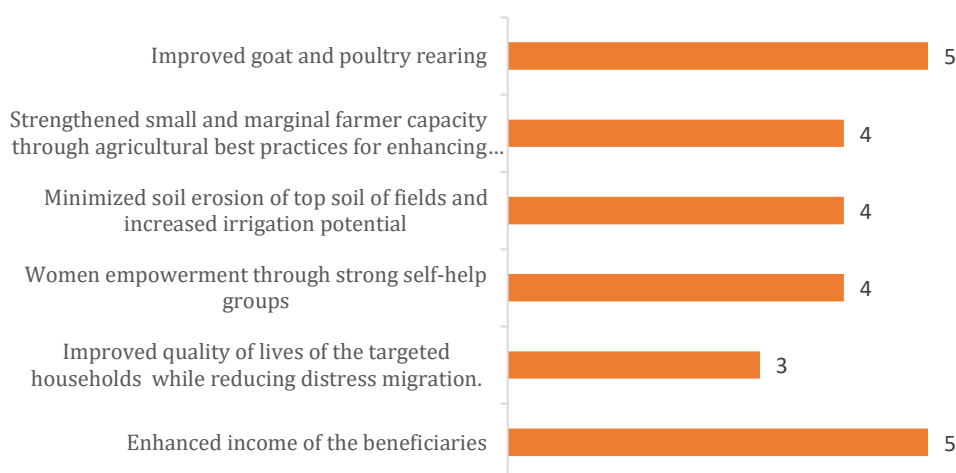 Improved goat and poultry rearing
5
Strengthened small and marginal farmer capacity
through agricultural best practices for enhancing…
4
Minimized soil erosion of top soil of fields and
increased irrigation potential
4
Women empowerment through strong self-help
groups
4
Improved quality of lives of the targeted
households  while reducing distress migration.
3
Enhanced income of the beneficiaries
5